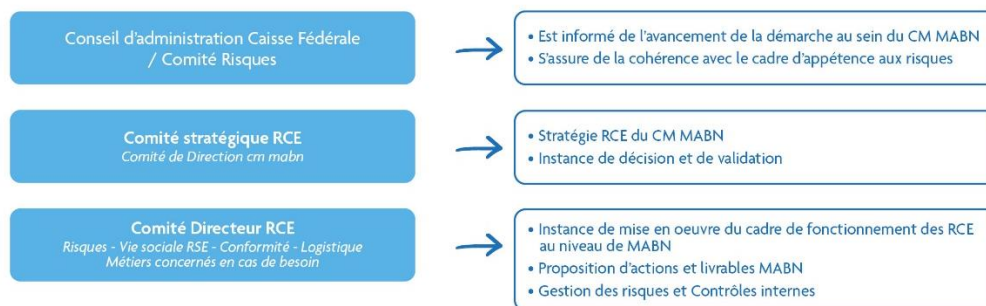 Conseil d'administration Caisse Fédérale
/ Comité Risques
• Est informé de l'avancement de la démarche au sein du CM MABN
• S'assure de la cohérence avec le cadre d'appétence aux risques
Comité stratégique RCE
Comité de Direction cm mabn
• Stratégie RCE du CM MABN
• Instance de décision et de validation
Comité Directeur RCE
Risques - Vie sociale RSE - Conformité - Logistique
Métiers concernés en cas de besoin
• Instance de mise en oeuvre du cadre de fonctionnement des RCE
au niveau de MABN
• Proposition d'actions et livrables MABN
• Gestion des risques et Contrôles internes